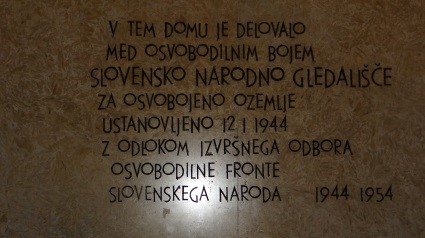 V TEM DOMU JE DELOVALO
MED OSVOBODILNIM BOJEM
SLOVENSKO NARODNO GLEDALIŠČE
ZA OSVOBOJENO OZEMLJE
USTANOVLJENO 12 I 1944
Z ODLOKOM IZVRŠNEGA ODBORA
OSVOBODILNE FRONTE
SLOVENSKEGA NARODA 1944 1954